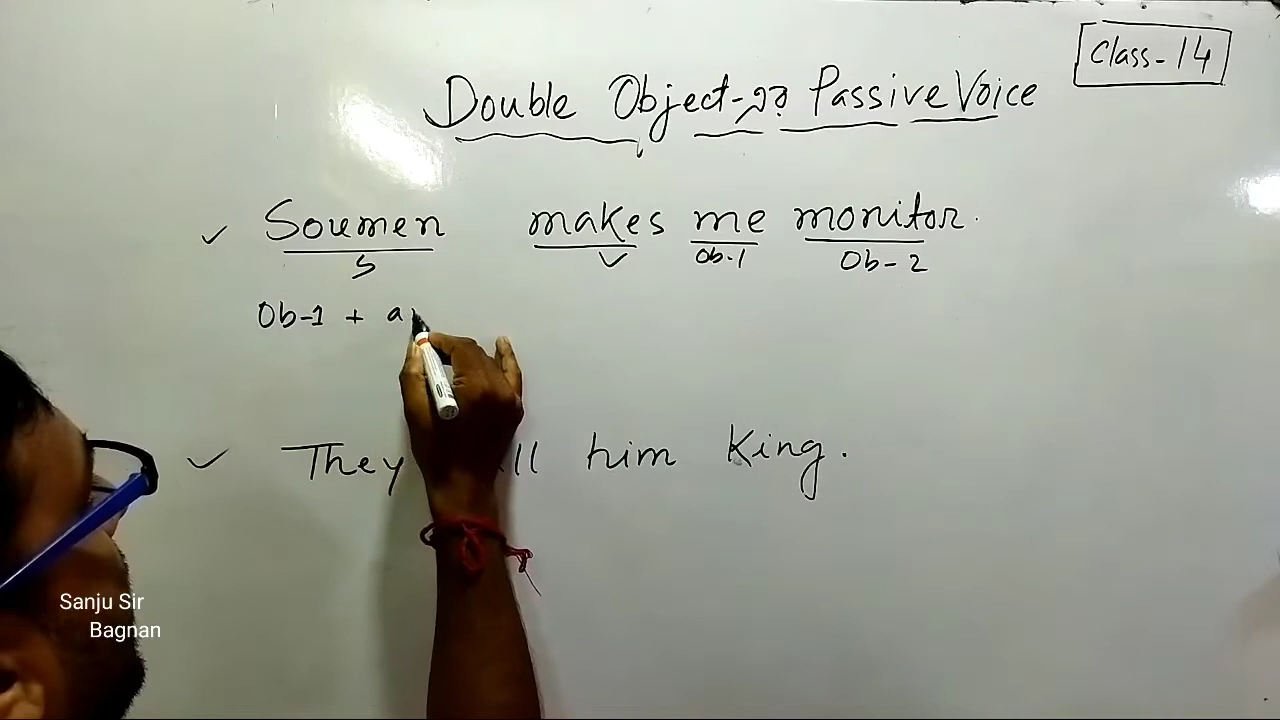 Class-14
Double Object-এর Passive Voice
Soumen makes me monitor.
S V Ob-1 Ob-2
Ob-1 + a
They him King.
Sanju Sir
Bagnan